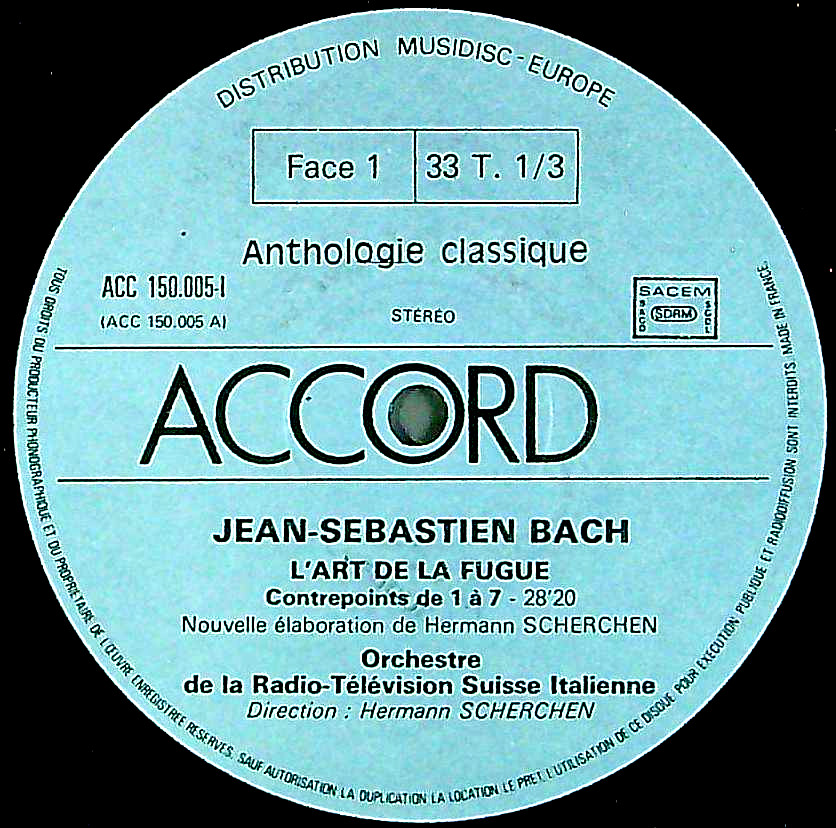 DISTRIBUTION MUSIDISC-EUROPE
Face 1
33 T. 1/3
Anthologie classique
ACC 150.005-I
(ACC 150.005 A)
STÉRÉO
SACEM
SACD
SDRM
SGDL
ACCORD
JEAN-SEBASTIEN BACH
L'ART DE LA FUGUE
Contrepoints de 1 à 7 - 28'20
Nouvelle élaboration de Hermann SCHERCHEN
Orchestre
de la Radio-Télévision Suisse Italienne
Direction : Hermann SCHERCHEN
TOUS DROITS DU PRODUCTEUR PHONOGRAPHIQUE ET DU PROPRIETAIRE DE L'ŒUVRE ENREGISTREE RESERVES. SAUF AUTORISATION LA DUPLICATION LA LOCATION LE PRET L'UTILISATION DE CE DISQUE POUR EXECUTION PUBLIQUE ET RADIODIFFUSION SONT INTERDITS MADE IN FRANCE.